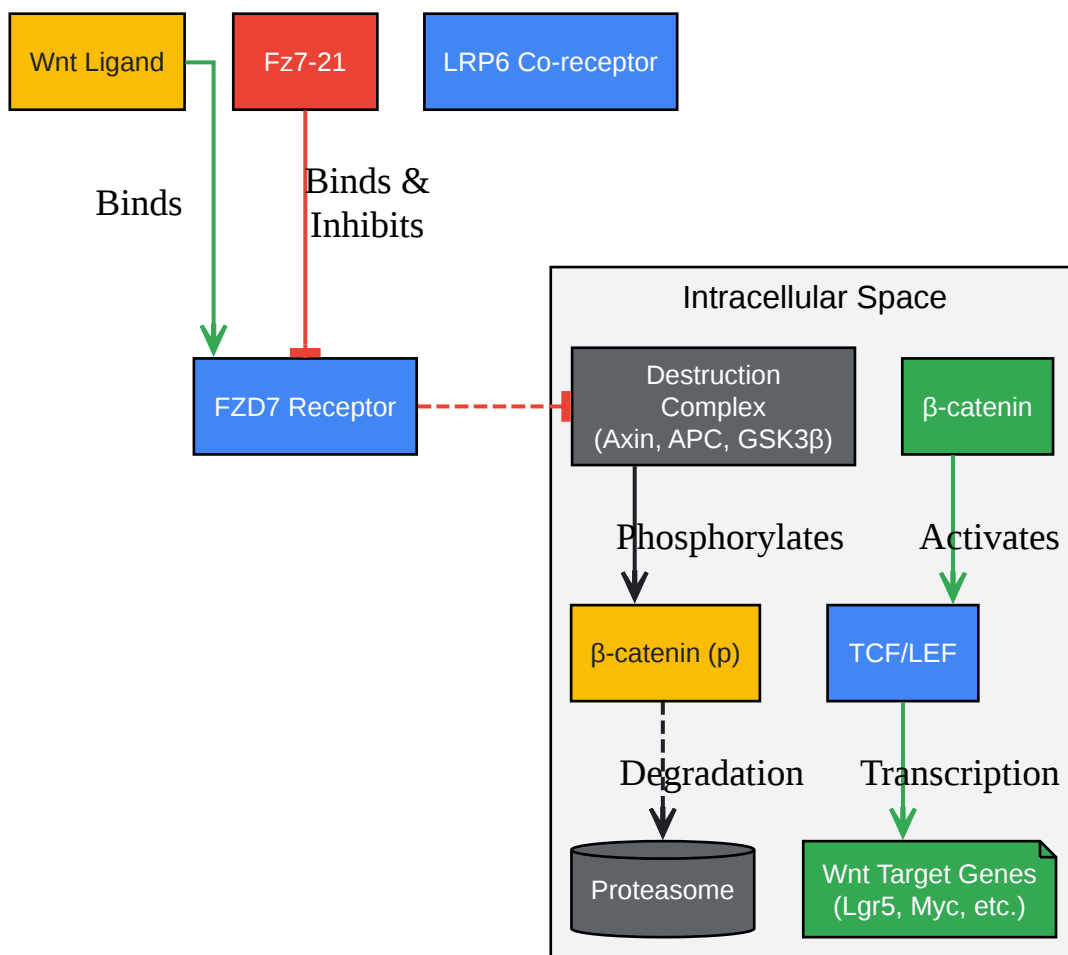 Wnt Ligand
Fz7-21
LRP6 Co-receptor
Binds
Binds &
Inhibits
Intracellular Space
FZD7 Receptor
Destruction
Complex
(Axin, APC, GSK3β)
β-catenin
Phosphorylates
Activates
β-catenin (p)
TCF/LEF
Degradation
Transcription
Proteasome
Wnt Target Genes
(Lgr5, Myc, etc.)